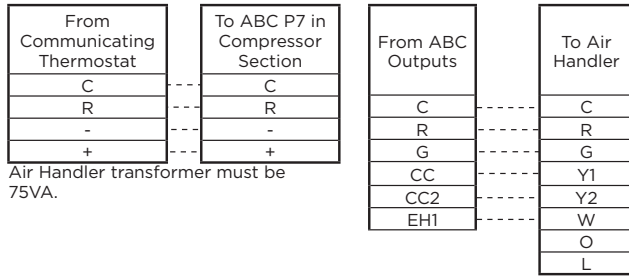 From
Communicating
Thermostat
C
R
-
+
To ABC P7 in
Compressor
Section
C
R
-
+
Air Handler transformer must be
75VA.
From ABC
Outputs
C
R
G
CC
CC2
EH1
To Air
Handler
C
R
G
Y1
Y2
W
O
L